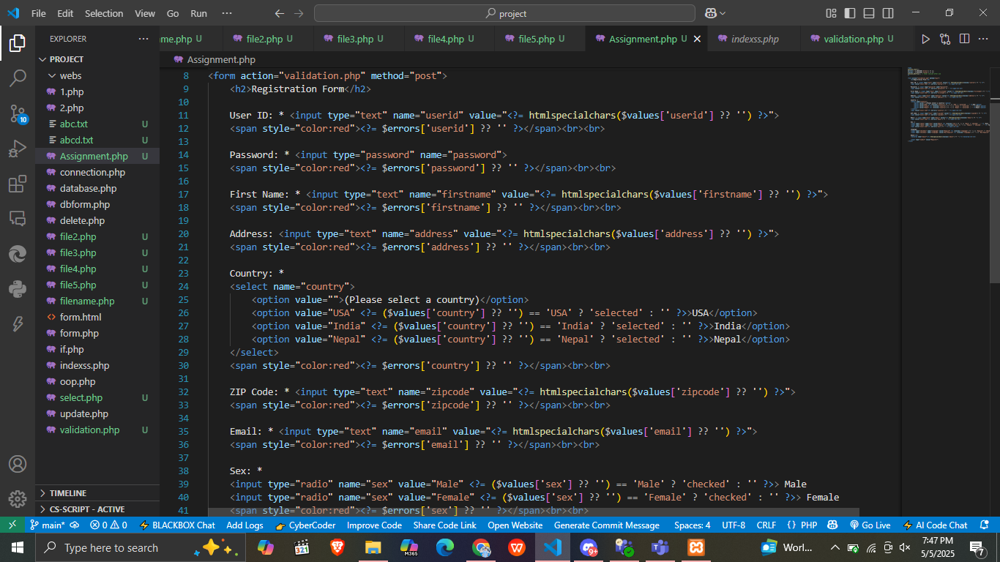 File Edit Selection View Go Run ··· project
EXPLORER ···
PROJECT
webs
1.php
2.php
abc.txt U
abcd.txt U
Assignment.php U
connection.php
database.php
dbform.php
delete.php
file2.php U
file3.php U
file4.php U
file5.php U
filename.php U
form.html
form.php
if.php
indexss.php
oop.php
select.php U
update.php
validation.php U
TIMELINE
CS-SCRIPT - ACTIVE
10
me.php U file2.php U file3.php U file4.php U file5.php U Assignment.php U indexss.php validation.php U
Assignment.php
8 <form action="validation.php" method="post">
9 <h2>Registration Form</h2>
10
11 User ID: * <input type="text" name="userid" value="<?= htmlspecialchars($values['userid'] ?? '') ?>">
12 <span style="color:red"><?= $errors['userid'] ?? '' ?></span><br><br>
13
14 Password: * <input type="password" name="password">
15 <span style="color:red"><?= $errors['password'] ?? '' ?></span><br><br>
16
17 First Name: * <input type="text" name="firstname" value="<?= htmlspecialchars($values['firstname'] ?? '') ?>">
18 <span style="color:red"><?= $errors['firstname'] ?? '' ?></span><br><br>
19
20 Address: <input type="text" name="address" value="<?= htmlspecialchars($values['address'] ?? '') ?>">
21 <span style="color:red"><?= $errors['address'] ?? '' ?></span><br><br>
22
23 Country: *
24 <select name="country">
25 <option value="">(Please select a country)</option>
26 <option value="USA" <?= ($values['country'] ?? '') == 'USA' ? 'selected' : '' ?>>USA</option>
27 <option value="India" <?= ($values['country'] ?? '') == 'India' ? 'selected' : '' ?>>India</option>
28 <option value="Nepal" <?= ($values['country'] ?? '') == 'Nepal' ? 'selected' : '' ?>>Nepal</option>
29 </select>
30 <span style="color:red"><?= $errors['country'] ?? '' ?></span><br><br>
31
32 ZIP Code: * <input type="text" name="zipcode" value="<?= htmlspecialchars($values['zipcode'] ?? '') ?>">
33 <span style="color:red"><?= $errors['zipcode'] ?? '' ?></span><br><br>
34
35 Email: * <input type="text" name="email" value="<?= htmlspecialchars($values['email'] ?? '') ?>">
36 <span style="color:red"><?= $errors['email'] ?? '' ?></span><br><br>
37
38 Sex: *
39 <input type="radio" name="sex" value="Male" <?= ($values['sex'] ?? '') == 'Male' ? 'checked' : '' ?>> Male
40 <input type="radio" name="sex" value="Female" <?= ($values['sex'] ?? '') == 'Female' ? 'checked' : '' ?>> Female
41 <span style="color:red"><?= $errors['sex'] ?? '' ?></span><br><br>
main* 0 0 BLACKBOX Chat Add Logs CyberCoder Improve Code Share Code Link Open Website Generate Commit Message Spaces: 4 UTF-8 CRLF {} PHP Go Live AI Code Chat
Type here to search 321 M365 9+ Worl... 7:47 PM
5/5/2025 7